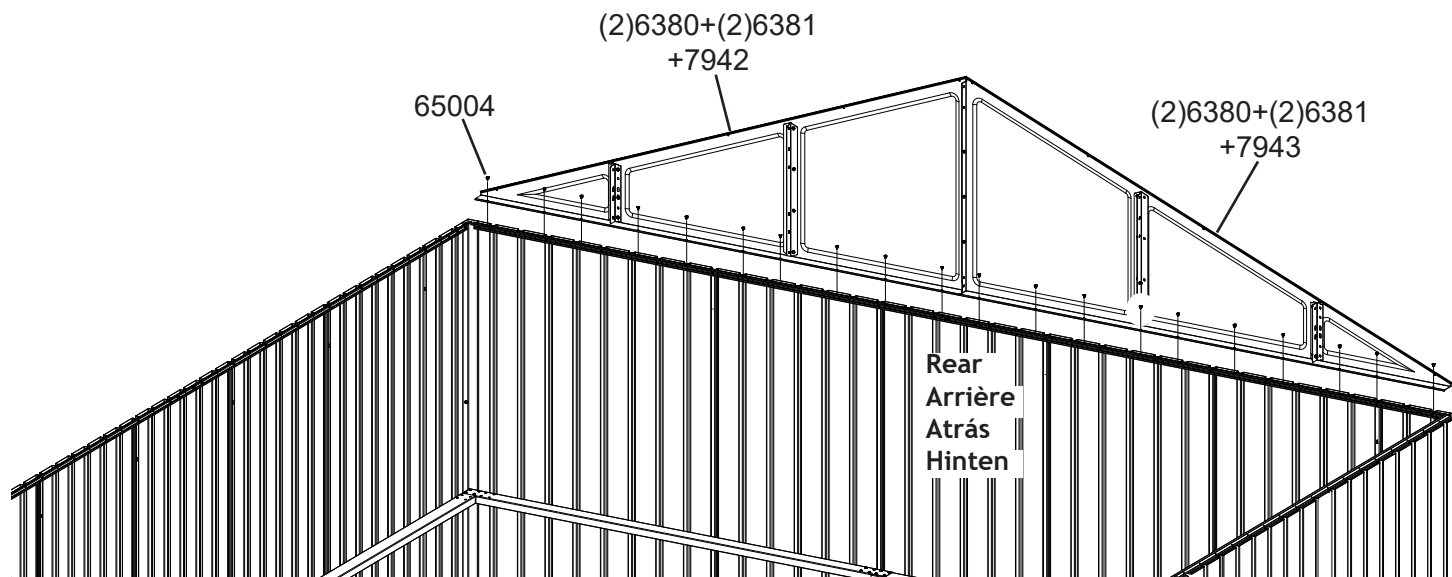 (2)6380+(2)6381
+7942
65004
(2)6380+(2)6381
+7943
Rear
Arrière
Atrás
Hinten